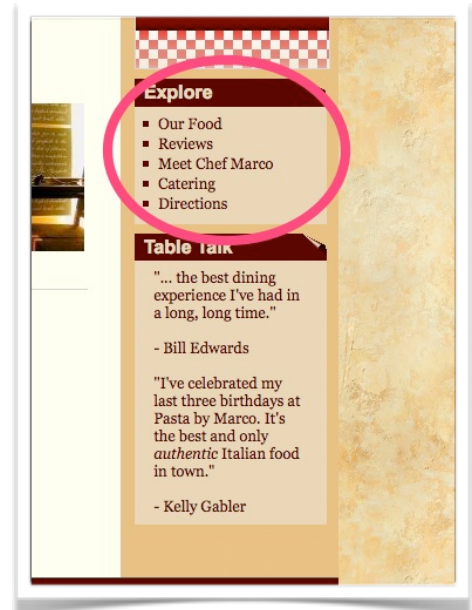 Explore
Our Food
Reviews
Meet Chef Marco
Catering
Directions
Table Talk
"... the best dining
experience I've had in
a long, long time."
- Bill Edwards
"I've celebrated my
last three birthdays at
Pasta by Marco. It's
the best and only
authentic Italian food
in town."
- Kelly Gabler